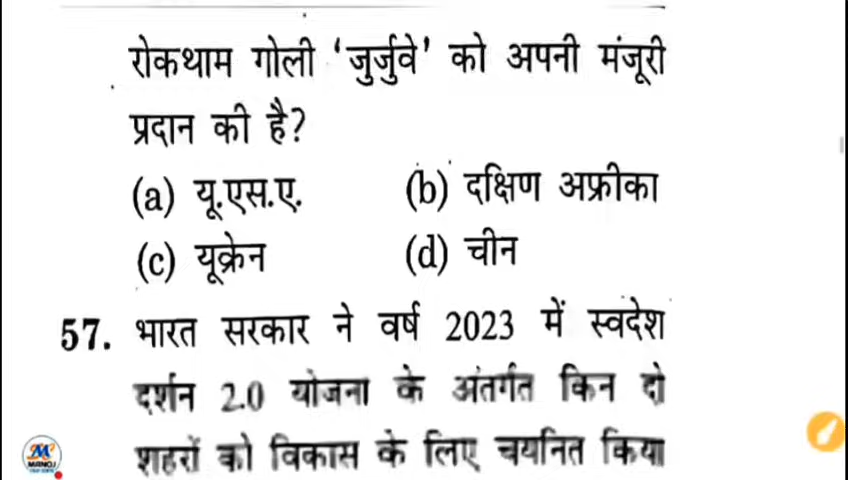 रोकथाम गोली 'जुर्जुवे' को अपनी मंजूरी
प्रदान की है?
(a) यू.एस.ए. (b) दक्षिण अफ्रीका
(c) यूक्रेन (d) चीन
57. भारत सरकार ने वर्ष 2023 में स्वदेश
दर्शन 2.0 योजना के अंतर्गत किन दो
शहरों को विकास के लिए चयनित किया
MANOJ